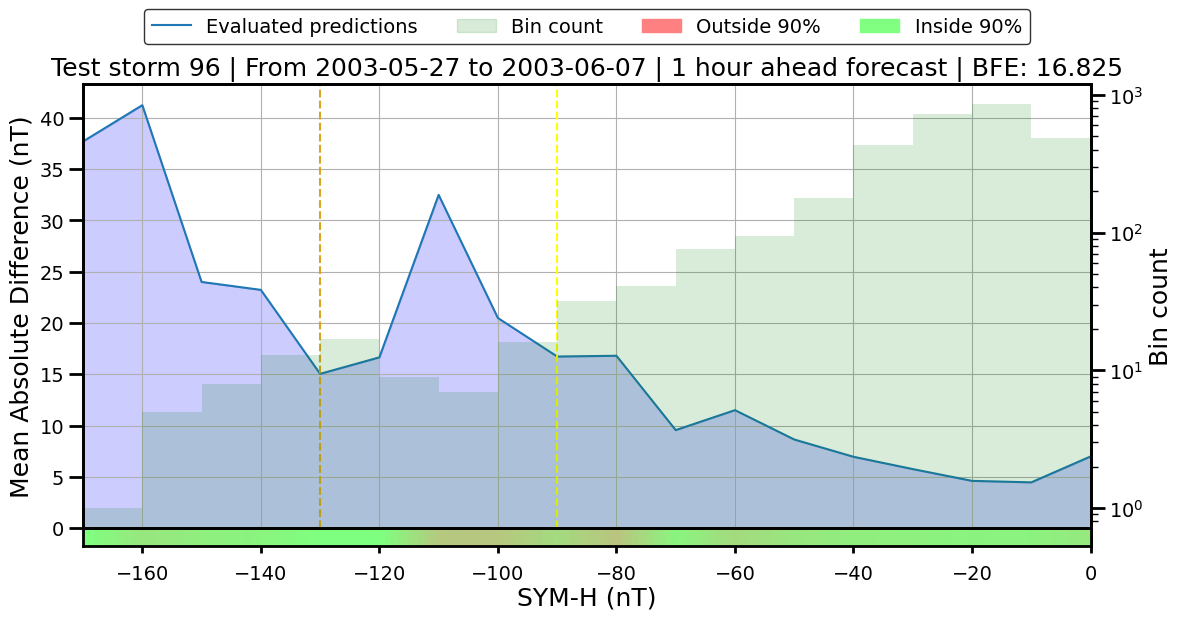 Evaluated predictions Bin count Outside 90% Inside 90%
Test storm 96 | From 2003-05-27 to 2003-06-07 | 1 hour ahead forecast | BFE: 16.825
Mean Absolute Difference (nT)
40
35
30
25
20
15
10
5
0
10³
10²
10¹
10⁰
Bin count
−160 −140 −120 −100 −80 −60 −40 −20 0
SYM-H (nT)